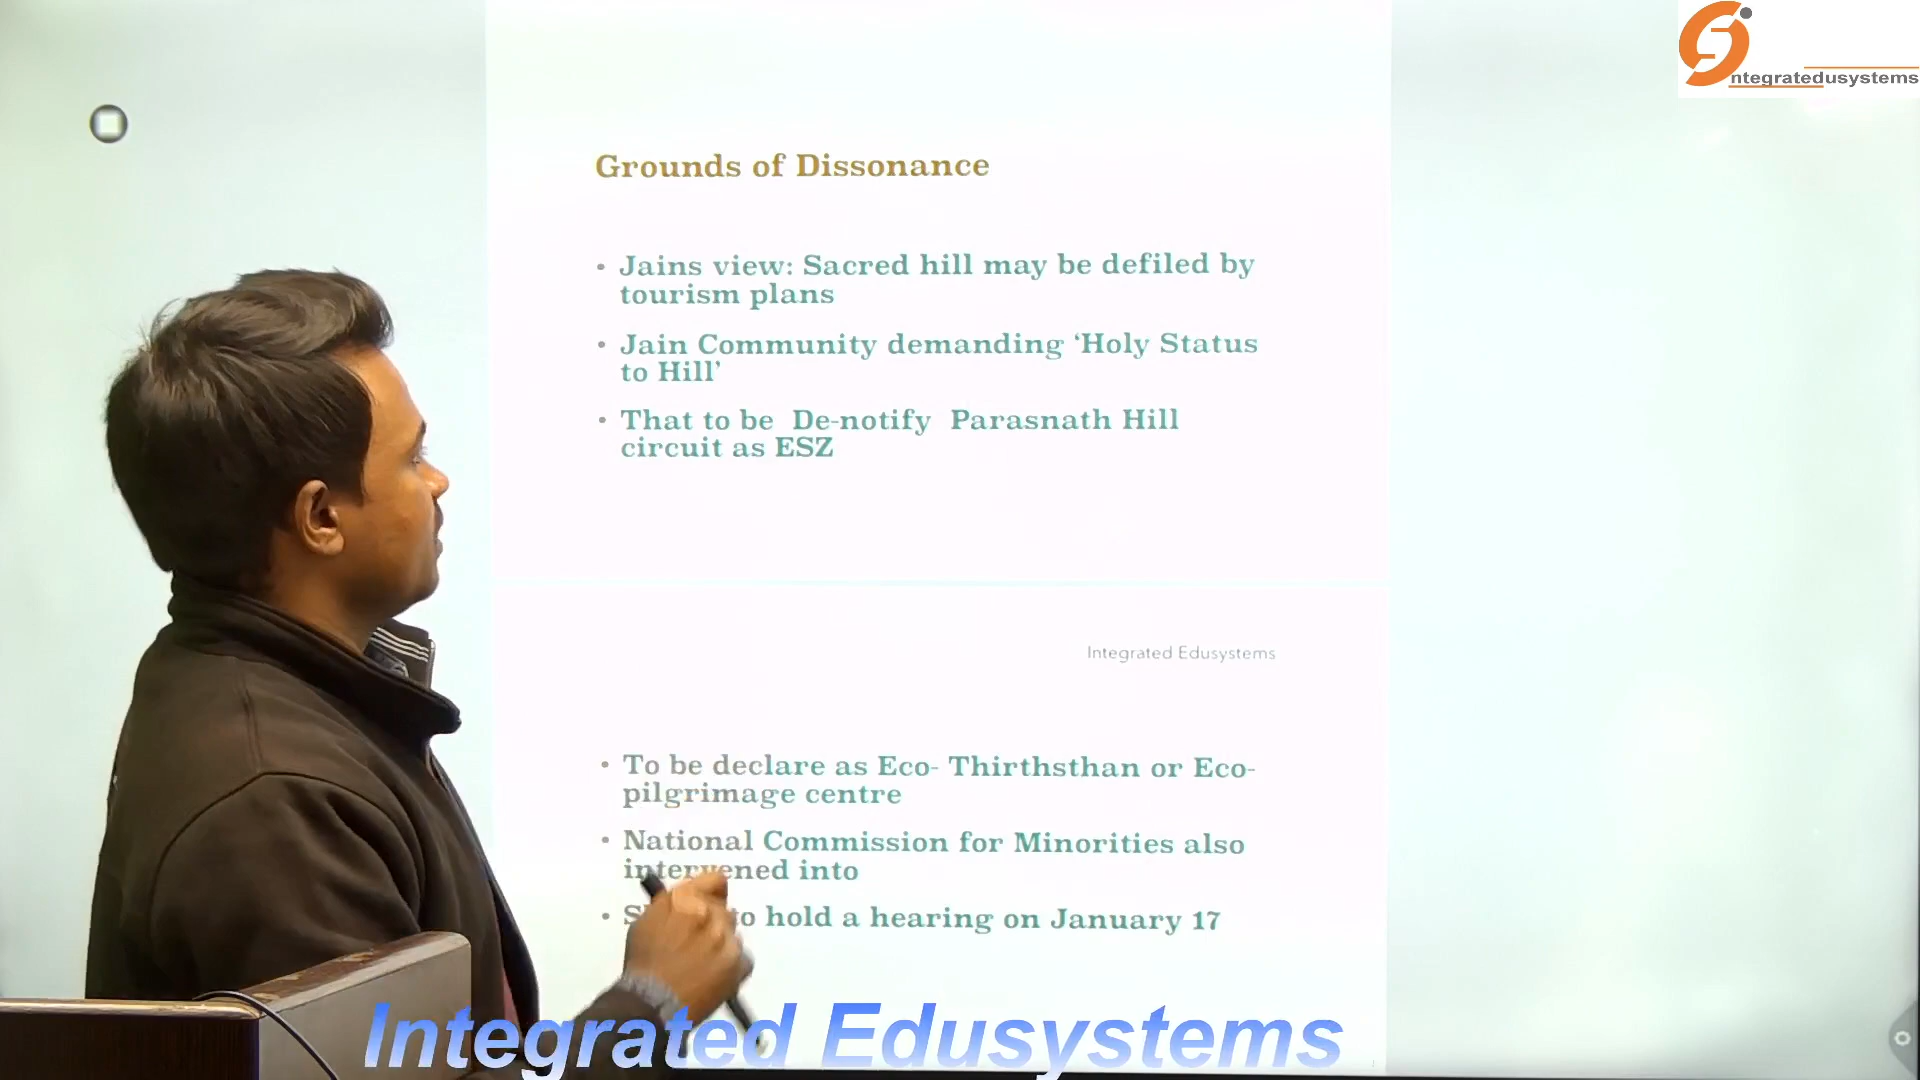 ntegratedusystems
Grounds of Dissonance
• Jains view: Sacred hill may be defiled by
tourism plans
• Jain Community demanding ‘Holy Status
to Hill’
• That to be De-notify Parasnath Hill
circuit as ESZ
Integrated Edusystems
• To be declare as Eco- Thirthsthan or Eco-
pilgrimage centre
• National Commission for Minorities also
intervened into
• to hold a hearing on January 17
Integrated Edusystems